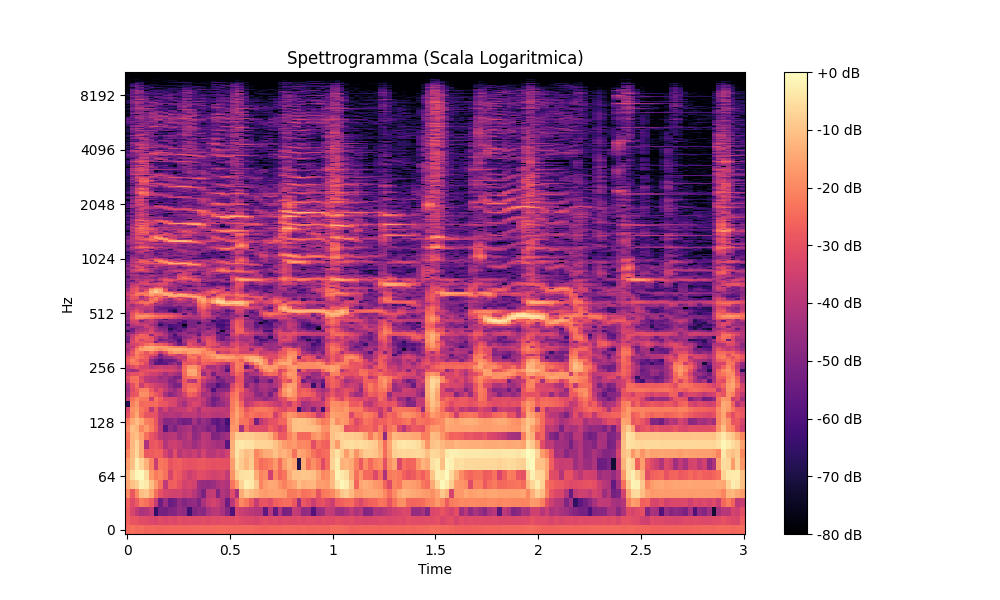 Spettrogramma (Scala Logaritmica)
Hz
8192
4096
2048
1024
512
256
128
64
0
0 0.5 1 1.5 2 2.5 3
Time
+0 dB
-10 dB
-20 dB
-30 dB
-40 dB
-50 dB
-60 dB
-70 dB
-80 dB